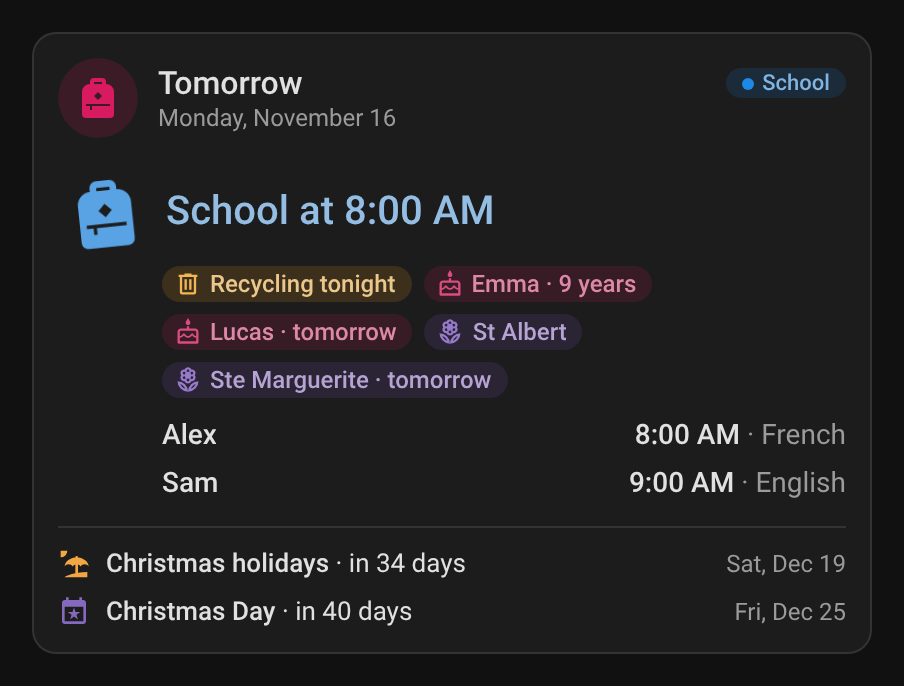 Tomorrow
School
Monday, November 16
School at 8:00 AM
Recycling tonight
Emma · 9 years
Lucas · tomorrow
St Albert
Ste Marguerite · tomorrow
Alex 8:00 AM · French
Sam 9:00 AM · English
Christmas holidays · in 34 days Sat, Dec 19
Christmas Day · in 40 days Fri, Dec 25